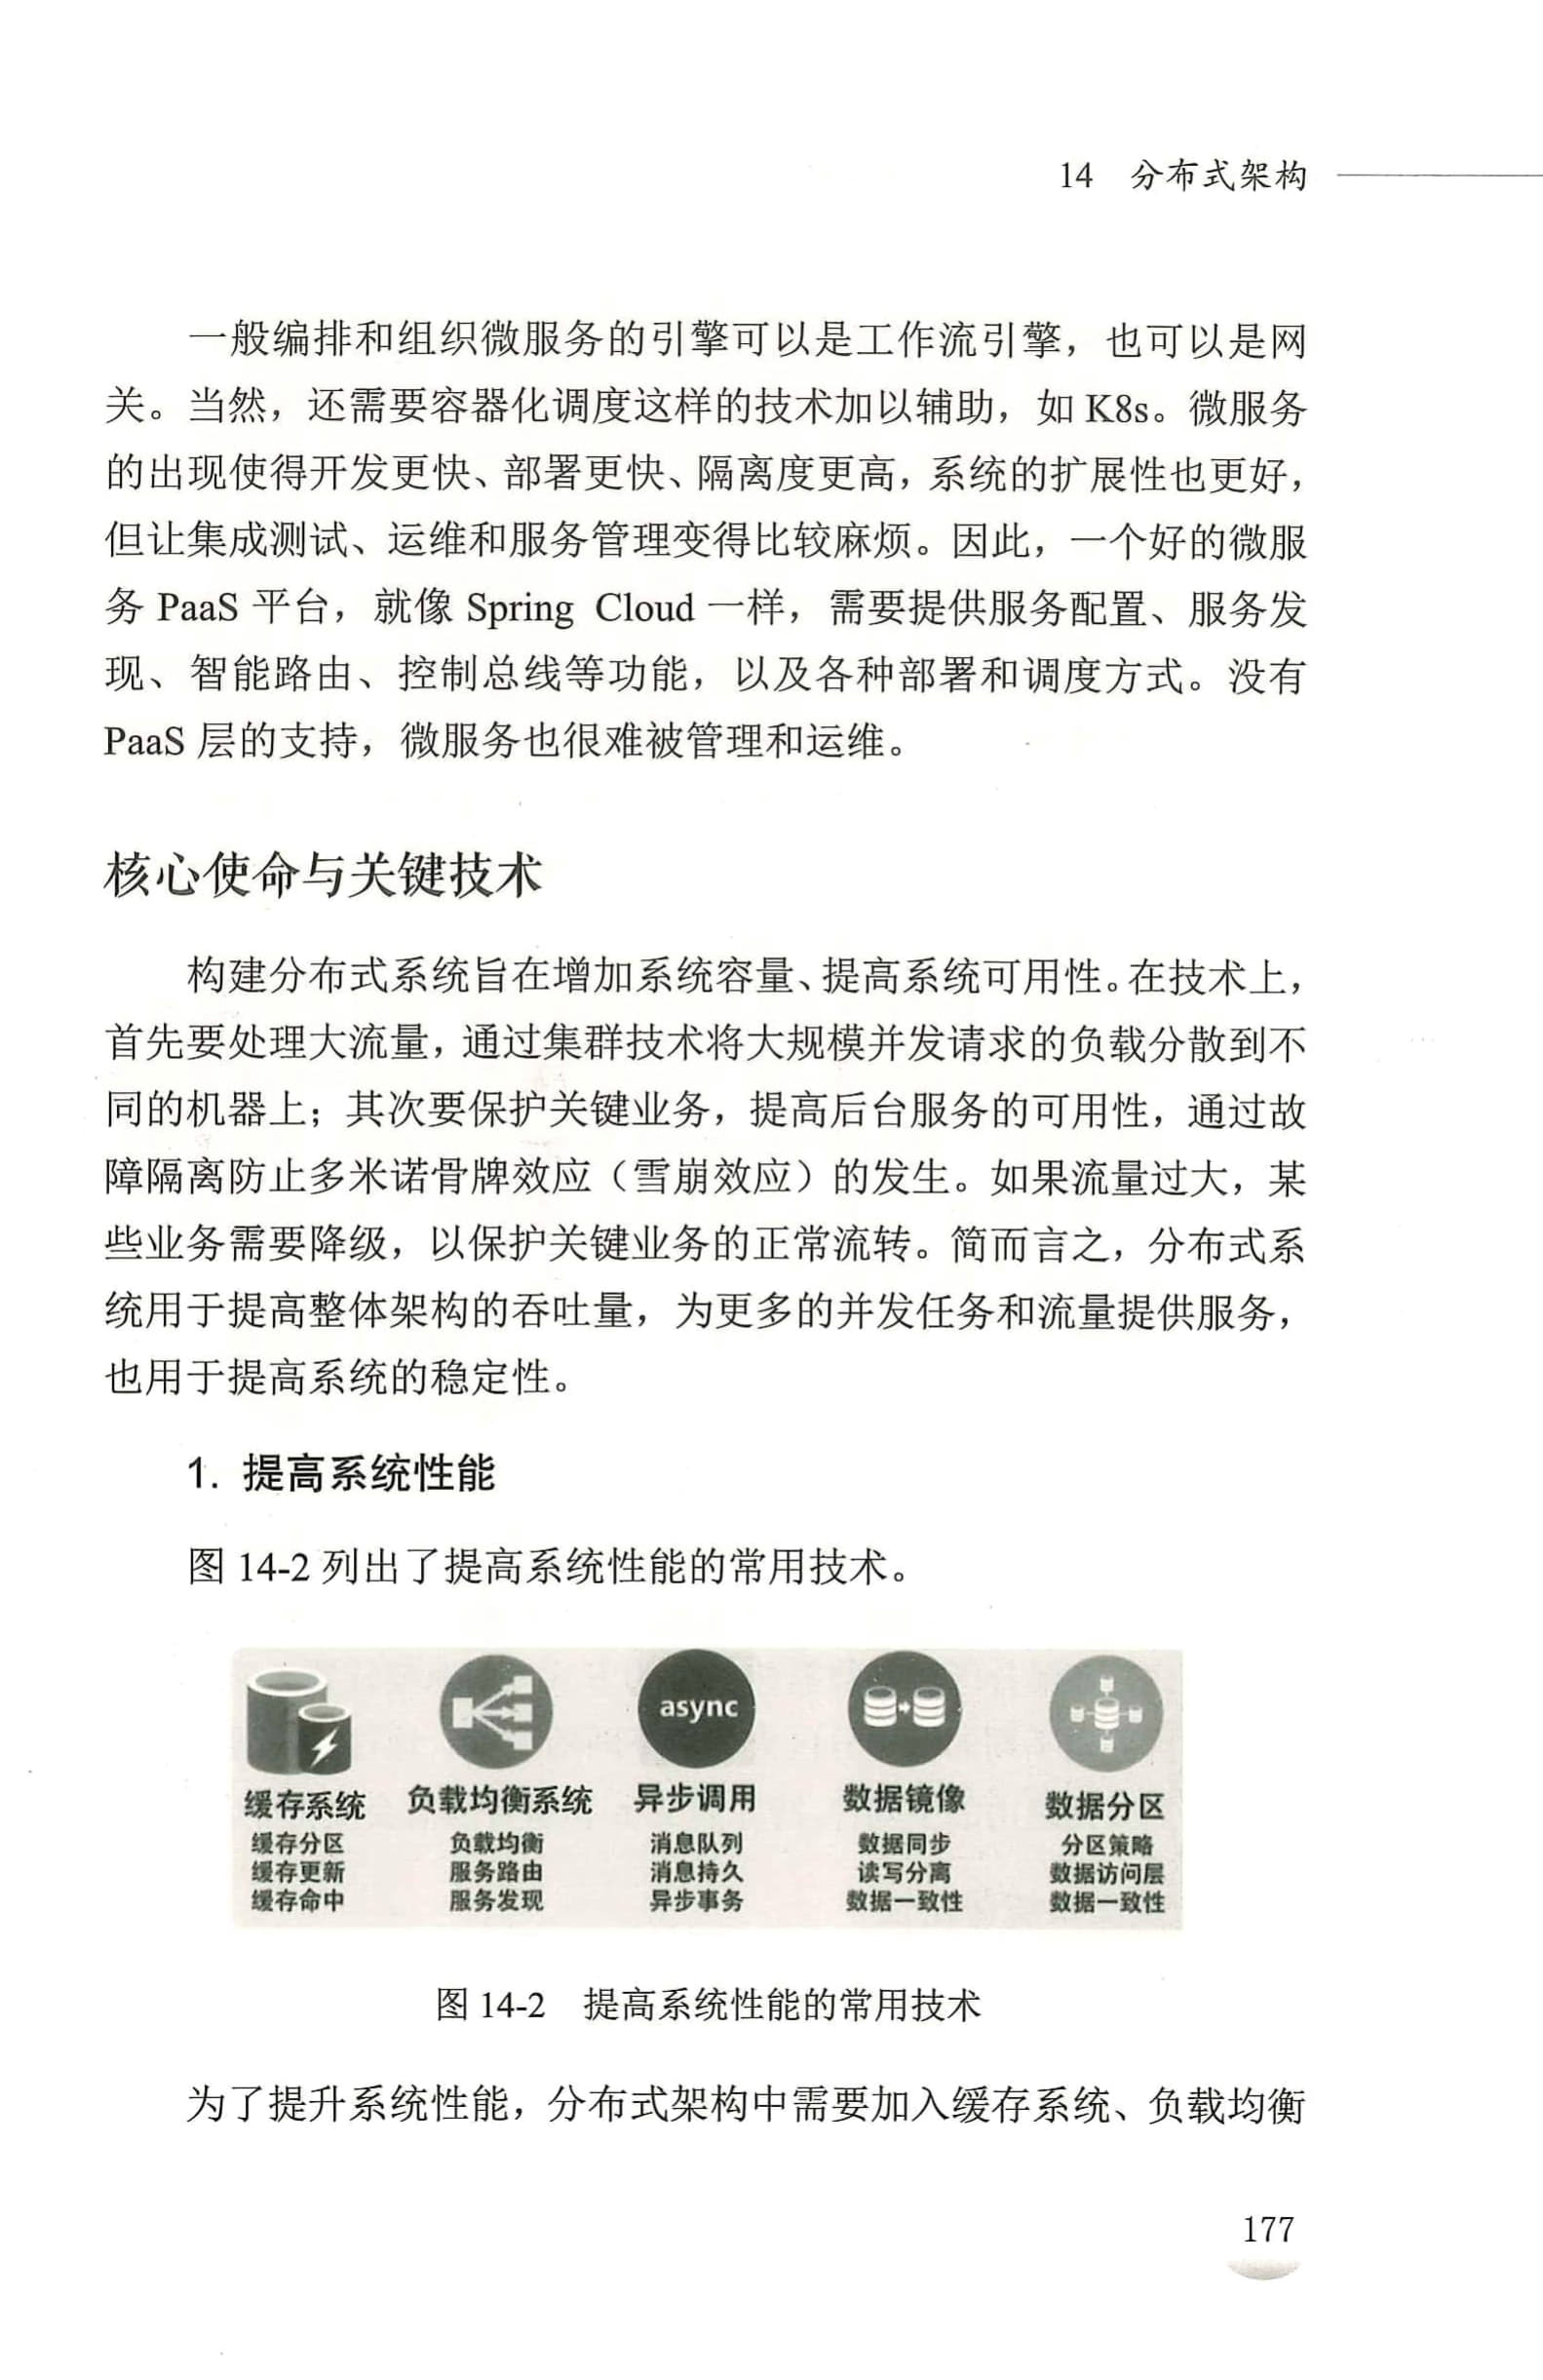 14 分布式架构
一般编排和组织微服务的引擎可以是工作流引擎，也可以是网
关。当然，还需要容器化调度这样的技术加以辅助，如 K8s。微服务
的出现使得开发更快、部署更快、隔离度更高，系统的扩展性也更好，
但让集成测试、运维和服务管理变得比较麻烦。因此，一个好的微服
务 PaaS 平台，就像 Spring Cloud 一样，需要提供服务配置、服务发
现、智能路由、控制总线等功能，以及各种部署和调度方式。没有
PaaS 层的支持，微服务也很难被管理和运维。
核心使命与关键技术
构建分布式系统旨在增加系统容量、提高系统可用性。在技术上，
首先要处理大流量，通过集群技术将大规模并发请求的负载分散到不
同的机器上；其次要保护关键业务，提高后台服务的可用性，通过故
障隔离防止多米诺骨牌效应（雪崩效应）的发生。如果流量过大，某
些业务需要降级，以保护关键业务的正常流转。简而言之，分布式系
统用于提高整体架构的吞吐量，为更多的并发任务和流量提供服务，
也用于提高系统的稳定性。
1. 提高系统性能
图 14-2 列出了提高系统性能的常用技术。
async
缓存系统 负载均衡系统 异步调用 数据镜像 数据分区
缓存分区 负载均衡 消息队列 数据同步 分区策略
缓存更新 服务路由 消息持久 读写分离 数据访问层
缓存命中 服务发现 异步事务 数据一致性 数据一致性
图 14-2 提高系统性能的常用技术
为了提升系统性能，分布式架构中需要加入缓存系统、负载均衡
177